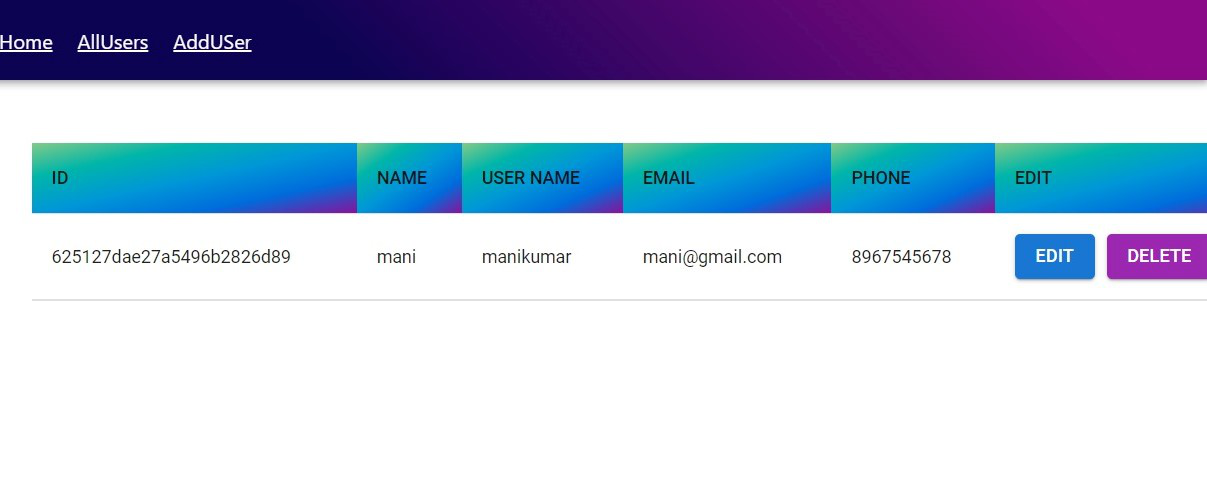 Home AllUsers AddUSer
ID NAME USER NAME EMAIL PHONE EDIT
625127dae27a5496b2826d89 mani manikumar mani@gmail.com 8967545678 EDIT DELETE